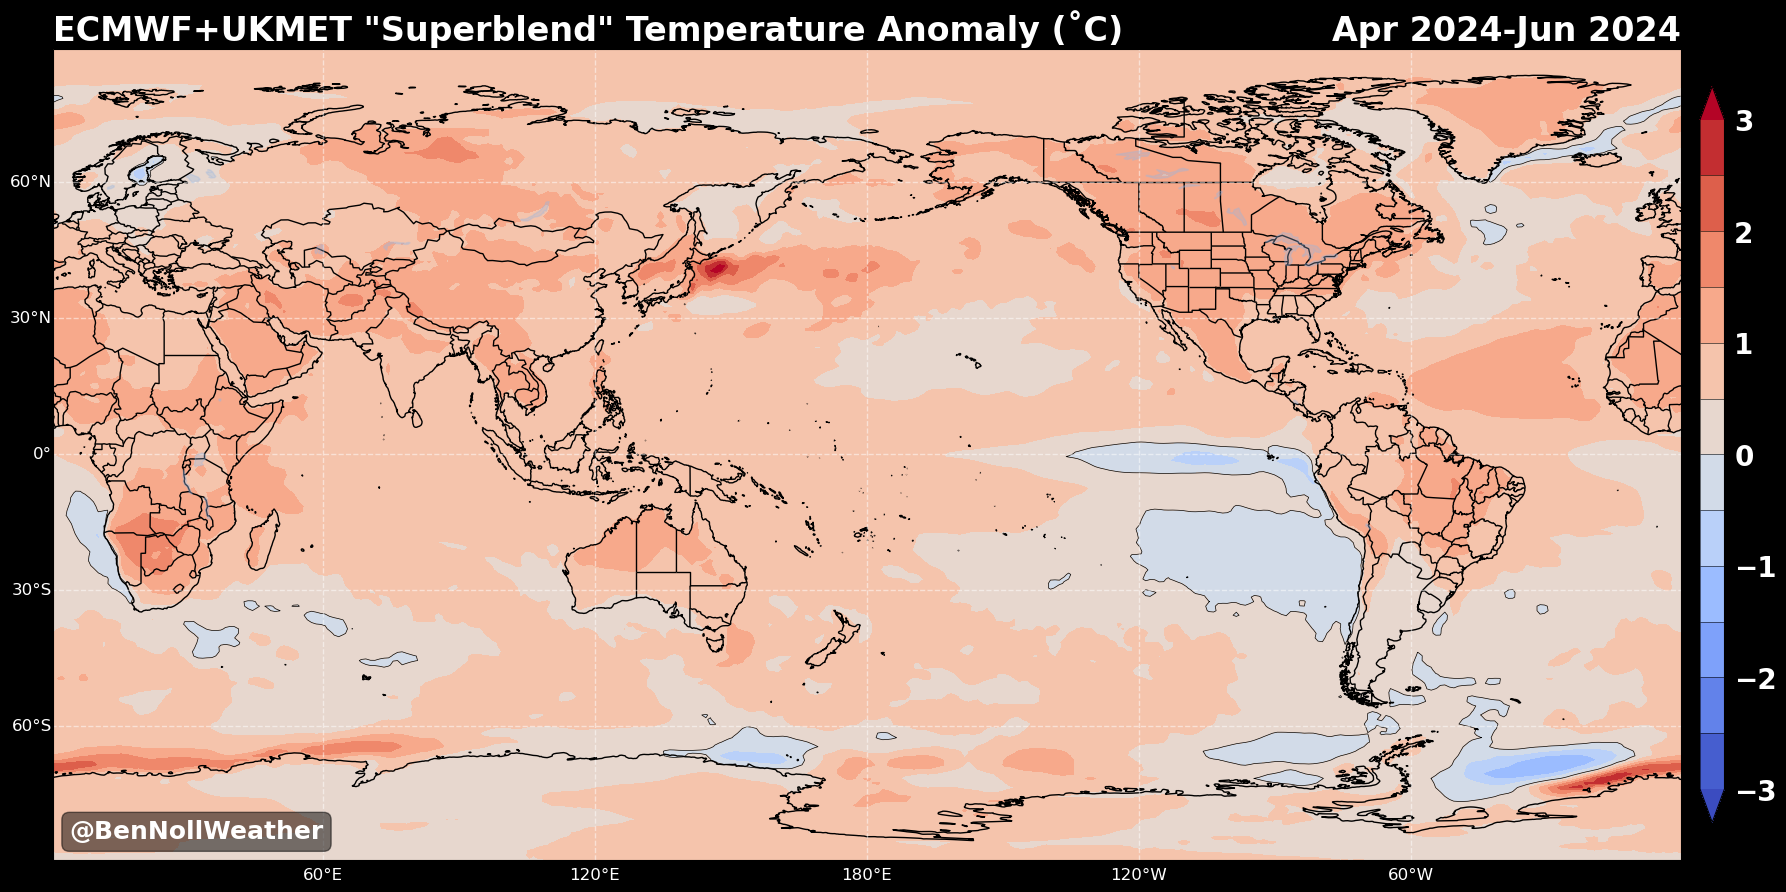 ECMWF+UKMET "Superblend" Temperature Anomaly (˚C)
Apr 2024-Jun 2024
3
2
1
0
−1
−2
−3
60°N
30°N
0°
30°S
60°S
@BenNollWeather
60°E
120°E
180°E
120°W
60°W